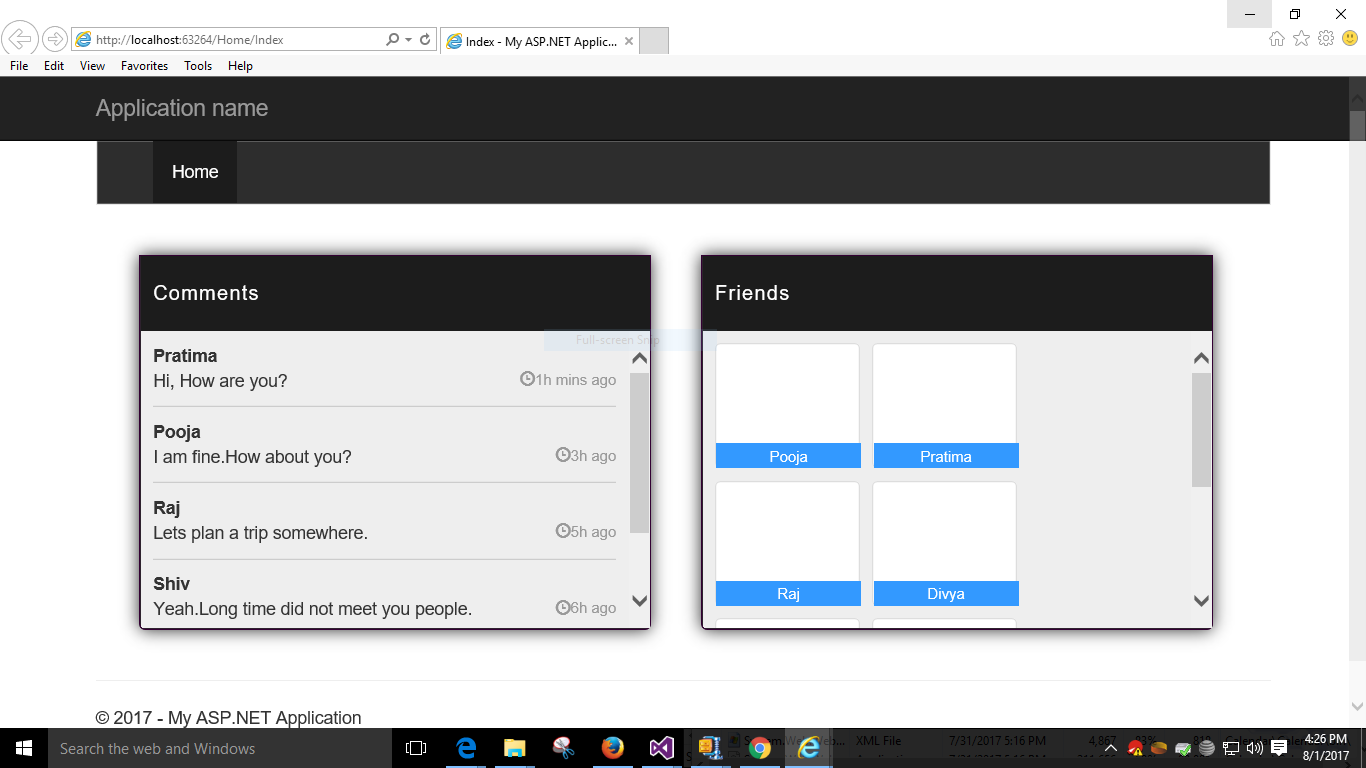 http://localhost:63264/Home/Index
Index - My ASP.NET Applic...
File Edit View Favorites Tools Help
Application name
Home
Comments
Full-screen Snip
Pratima
Hi, How are you? 1h mins ago
Pooja
I am fine.How about you? 3h ago
Raj
Lets plan a trip somewhere. 5h ago
Shiv
Yeah.Long time did not meet you people. 6h ago
Friends
Pooja Pratima
Raj Divya
© 2017 - My ASP.NET Application
Search the web and Windows
XML File 7/31/2017 5:16 PM 4,867
4:26 PM
8/1/2017